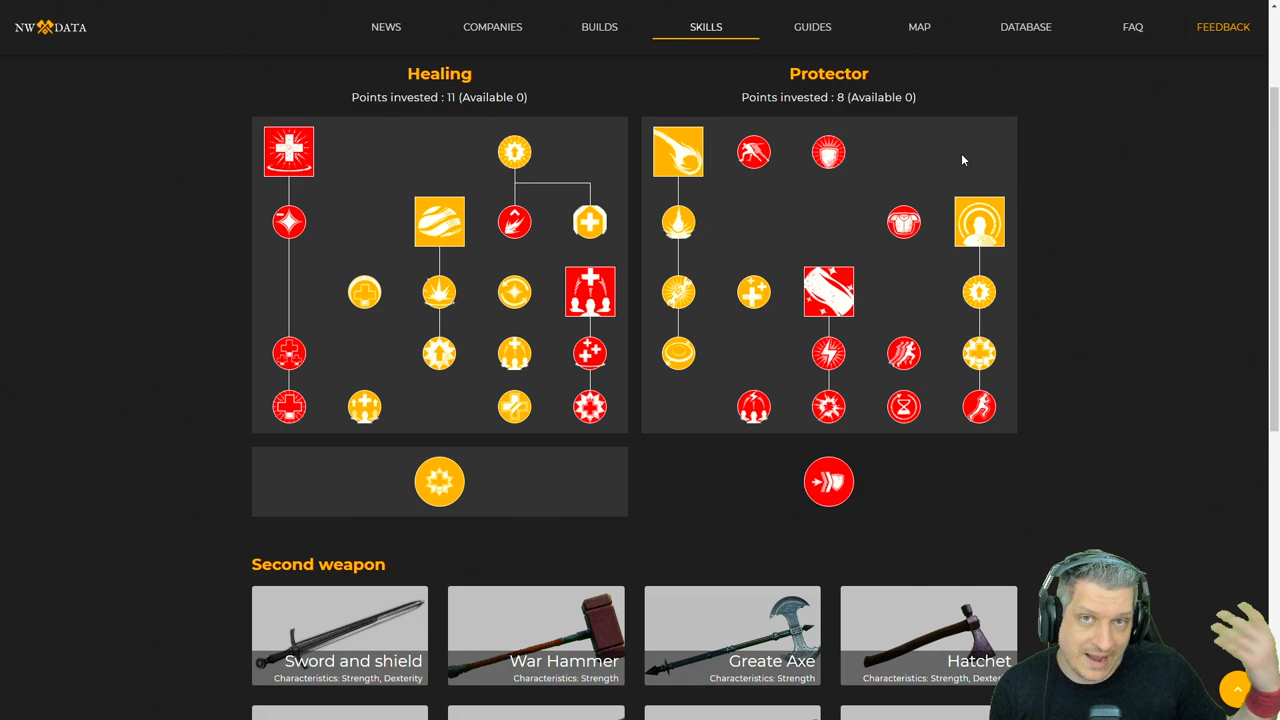 NW DATA
NEWS
COMPANIES
BUILDS
SKILLS
GUIDES
MAP
DATABASE
FAQ
FEEDBACK
Healing
Points invested : 11 (Available 0)
Protector
Points invested : 8 (Available 0)
Second weapon
Sword and shield
Characteristics: Strength, Dexterity
War Hammer
Characteristics: Strength
Greate Axe
Characteristics: Strength
Hatchet
Characteristics: Strength,